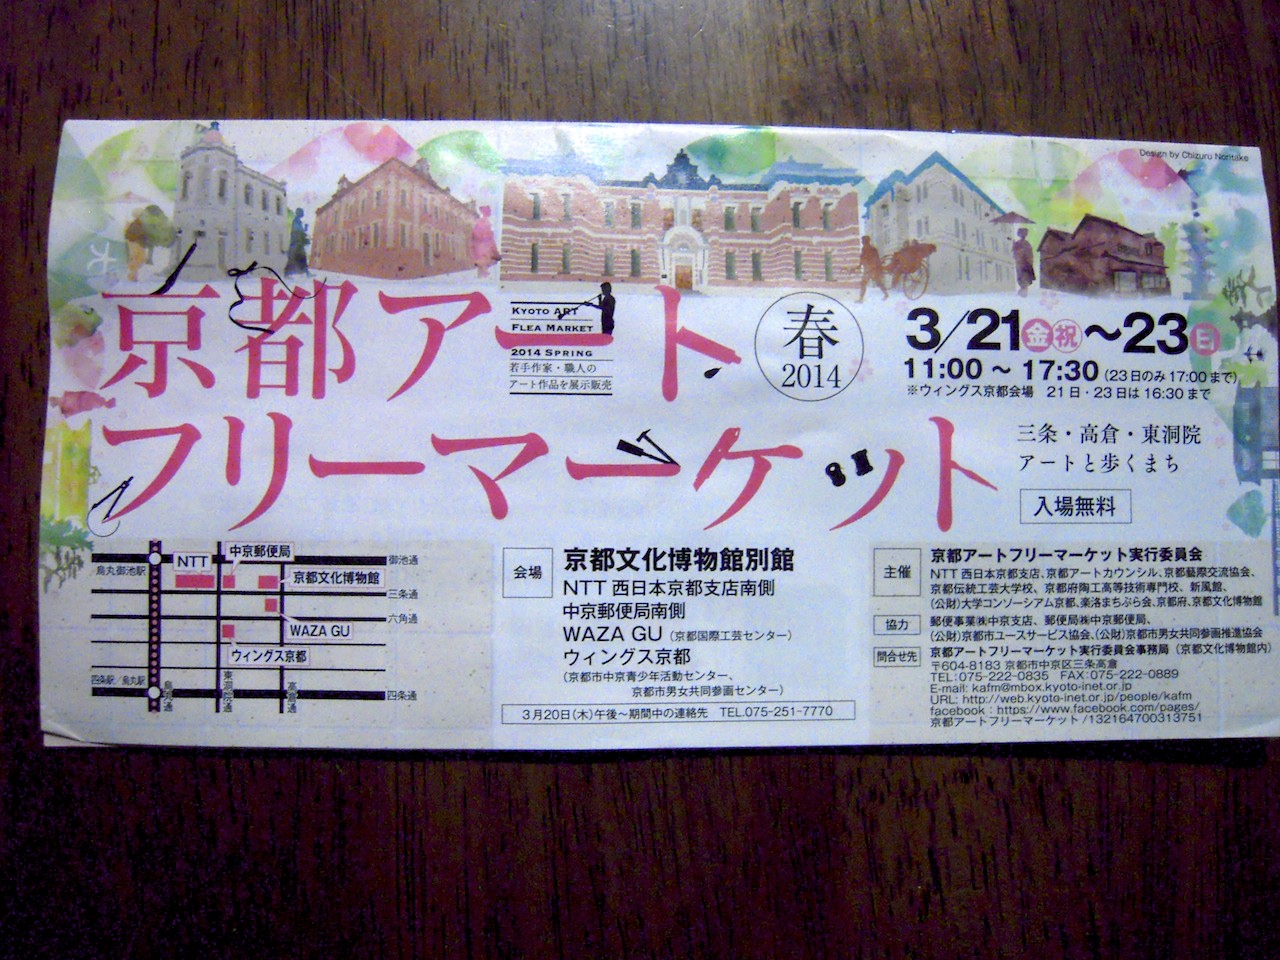 Design by Chizuru Noritake
京都アート
フリーマーケット
KYOTO ART
FLEA MARKET
2014 SPRING
若手作家・職人の
アート作品を展示販売
春
2014
3/21金祝〜23日
11:00 〜 17:30 (23日のみ17:00まで)
※ウィングス京都会場 21日・23日は16:30まで
三条・高倉・東洞院
アートと歩くまち
入場無料
NTT
中京郵便局
御池通
烏丸御池駅
京都文化博物館
三条通
六角通
WAZA GU
ウィングス京都
四条駅/烏丸駅
烏丸通
東洞院通
高倉通
四条通
会場
京都文化博物館別館
NTT 西日本京都支店南側
中京郵便局南側
WAZA GU (京都国際工芸センター)
ウィングス京都
(京都市中京青少年活動センター、
京都市男女共同参画センター)
3月20日(木)午後〜期間中の連絡先 TEL.075-251-7770
主催
京都アートフリーマーケット実行委員会
NTT 西日本京都支店、京都アートカウンシル、京都藝際交流協会、
京都伝統工芸大学校、京都府陶工高等技術専門校、新風館、
(公財)大学コンソーシアム京都、楽洛まちぶら会、京都府、京都文化博物館
協力
郵便事業㈱中京支店、郵便局㈱中京郵便局、
(公財)京都市ユースサービス協会、(公財)京都市男女共同参画推進協会
問合せ先
京都アートフリーマーケット実行委員会事務局 (京都文化博物館内)
〒604-8183 京都市中京区三条高倉
TEL:075-222-0835 FAX:075-222-0889
E-mail: kafm@mbox.kyoto-inet.or.jp
URL: http://web.kyoto-inet.or.jp/people/kafm
facebook：https://www.facebook.com/pages/
京都アートフリーマーケット/132164700313751